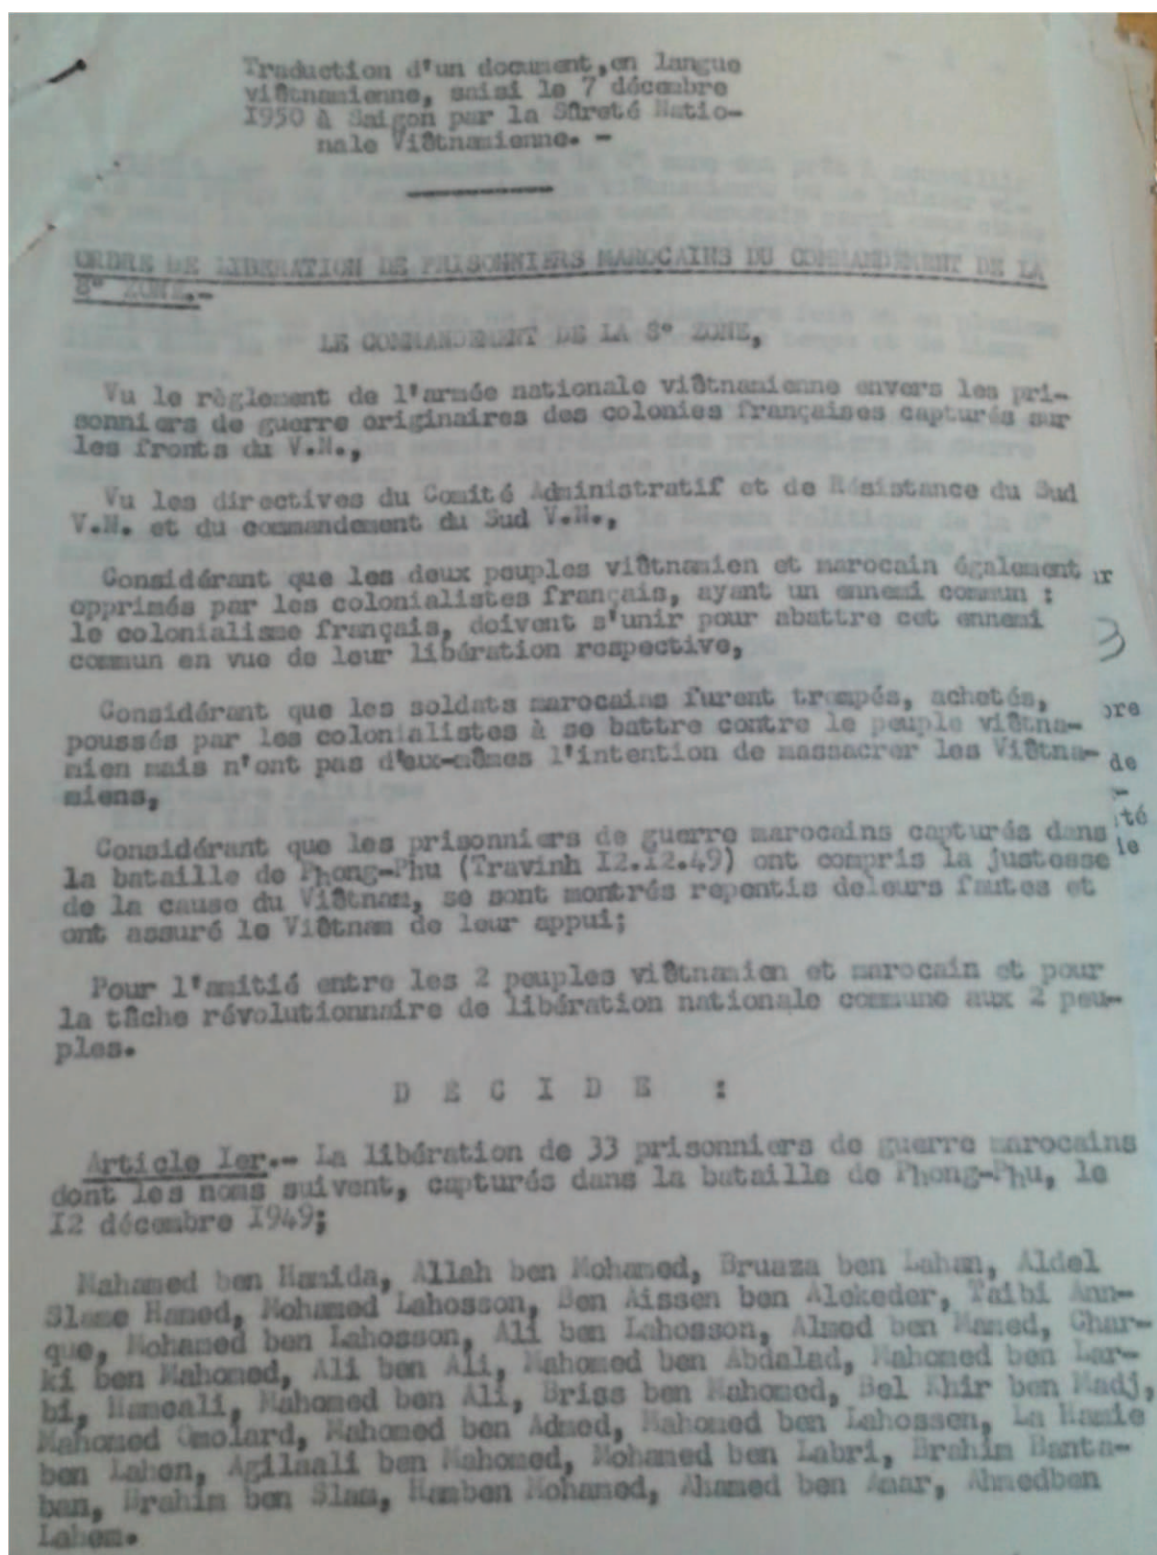 Traduction d'un document,en langue
viêtnamienne, saisi le 7 décembre
I950 à Saigon par la Sûreté Natio-
nale Viêtnamienne. -
ORDRE DE LIBERATION DE PRISONNIERS MAROCAINS DU COMMANDEMENT DE LA
8° ZONE.-
LE COMMANDEMENT DE LA 8° ZONE,
Vu le règlement de l'armée nationale viêtnamienne envers les pri-
sonniers de guerre originaires des colonies françaises capturés sur
les fronts du V.N.,
Vu les directives du Comité Administratif et de Résistance du Sud
V.N. et du commandement du Sud V.N.,
Considérant que les deux peuples viêtnamien et marocain également
opprimés par les colonialistes français, ayant un ennemi commun :
le colonialisme français, doivent s'unir pour abattre cet ennemi
commun en vue de leur libération respective,
Considérant que les soldats marocains furent trompés, achetés,
poussés par les colonialistes à se battre contre le peuple viêtna-
mien mais n'ont pas d'eux-mêmes l'intention de massacrer les Viêtna-
miens,
Considérant que les prisonniers de guerre marocains capturés dans
la bataille de Phong-Phu (Travinh I2.I2.49) ont compris la justesse
de la cause du Viêtnam, se sont montrés repentis deleurs fautes et
ont assuré le Viêtnam de leur appui;
Pour l'amitié entre les 2 peuples viêtnamien et marocain et pour
la tâche révolutionnaire de libération nationale commune aux 2 peu-
ples.
D E C I D E :
Article Ier.- La libération de 33 prisonniers de guerre marocains
dont les noms suivent, capturés dans la bataille de Phong-Phu, le
I2 décembre I949;
Mahamed ben Hamida, Allah ben Mohamed, Bruaza ben Lahan, Aldel
Slame Hamed, Mohamed Lahosson, Ben Aissen ben Alekeder, Taibi Ann-
que, Mohamed ben Lahosson, Ali ben Lahosson, Almed ben Mamed, Char-
ki ben Mahomed, Ali ben Ali, Mahomed ben Abdalad, Mahomed ben Lar-
bi, Hamcali, Mahomed ben Ali, Briss ben Mahomed, Bel Khir ben Madj,
Mahomed Omolard, Mahomed ben Admed, Mahomed ben Lahossen, La Hamie
ben Lahen, Agilaali ben Mahomed, Mohamed ben Labri, Brahim Banta-
ban, Brahim ben Slam, Hamben Mohamed, Ahamed ben Amar, Ahmedben
Lahem.